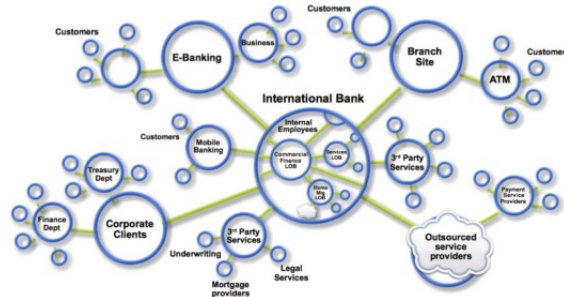 Customers
E-Banking
Business
Branch
Site
Customer
ATM
International Bank
Internal
Employees
Customers
Mobile
Banking
Commercial
Finance
LOB
Services
LOB
Home
Mtg
LOB
3rd Party
Services
Treasury
Dept
Finance
Dept
Corporate
Clients
3rd Party
Services
Underwriting
Mortgage
providers
Legal
Services
Payment
Service
Providers
Outsourced
service
providers